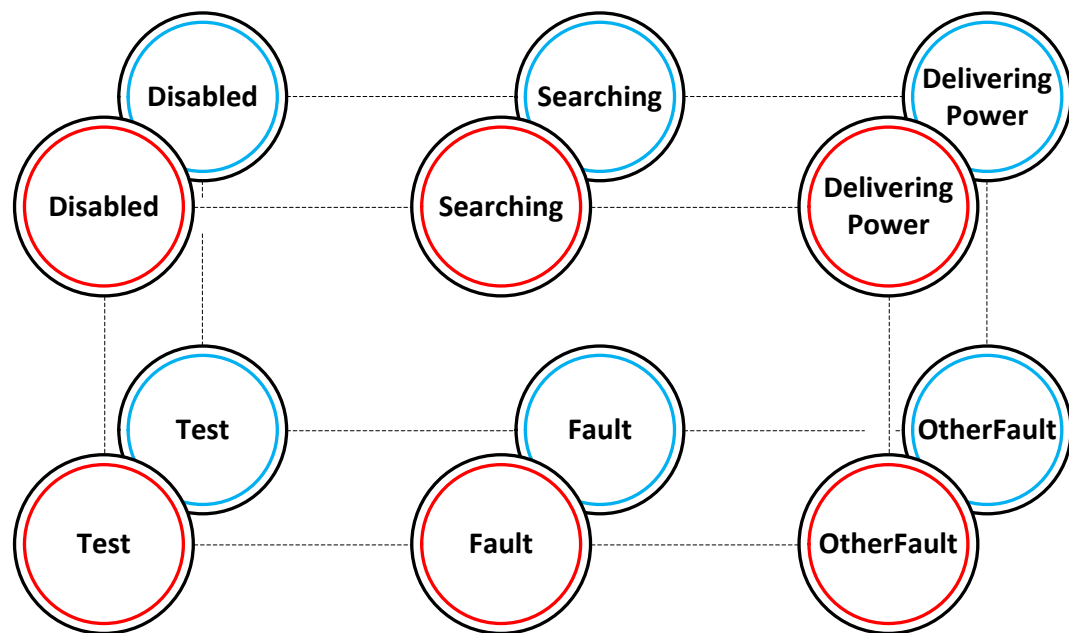 Disabled
Searching
Delivering
Power
Disabled
Searching
Delivering
Power
Test
Fault
OtherFault
Test
Fault
OtherFault